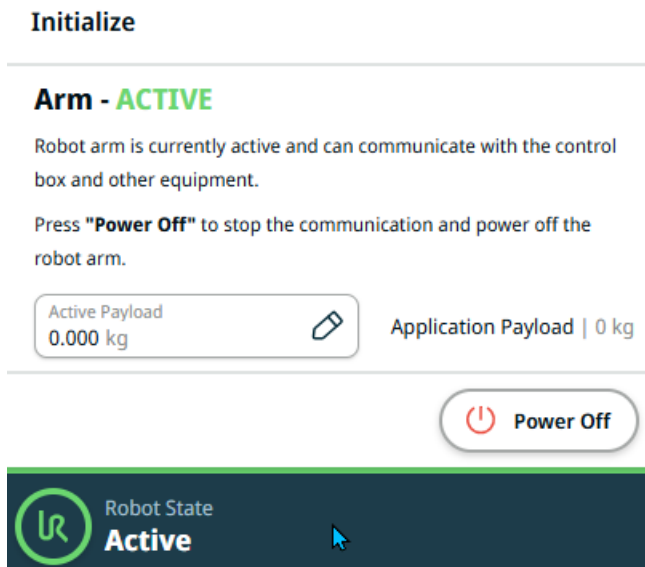 Initialize
Arm - ACTIVE
Robot arm is currently active and can communicate with the control
box and other equipment.
Press "Power Off" to stop the communication and power off the
robot arm.
Active Payload
0.000 kg
Application Payload | 0 kg
Power Off
UR
Robot State
Active